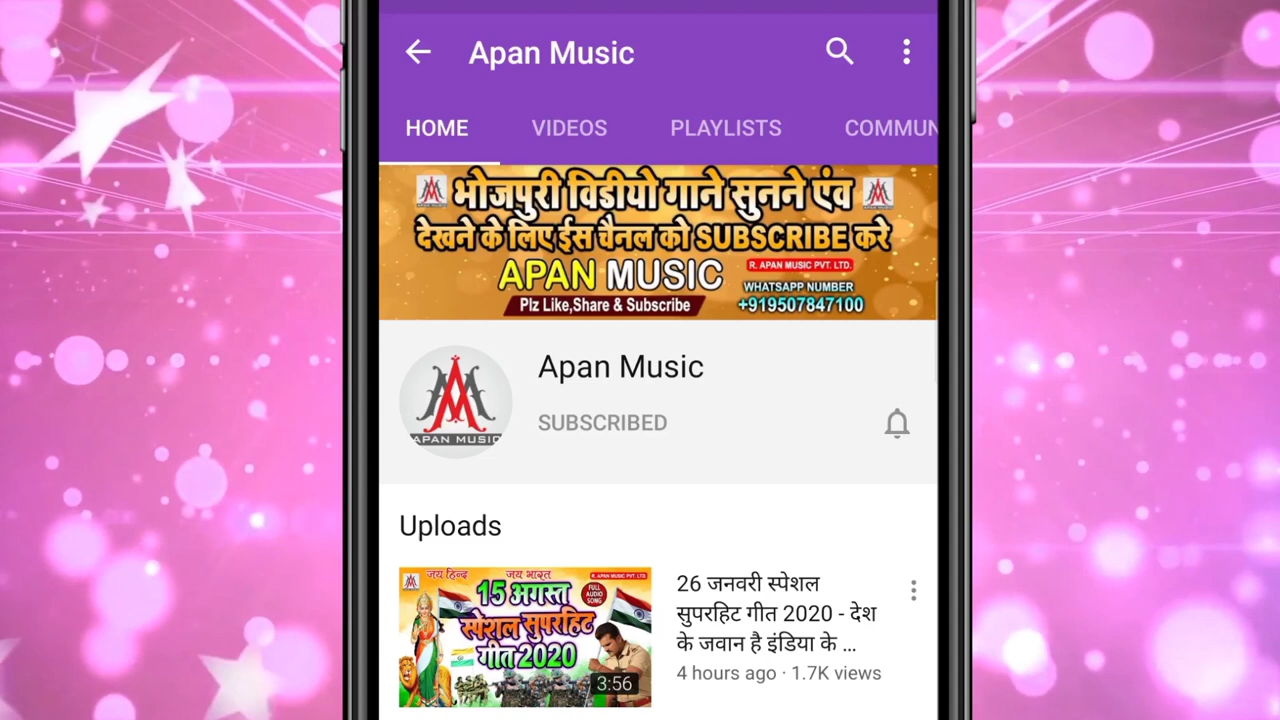 Apan Music
HOME VIDEOS PLAYLISTS COMMUN
भोजपुरी विडीयो गाने सुनने एंव
देखने के लिए ईस चैनल को SUBSCRIBE करे
APAN MUSIC
R. APAN MUSIC PVT. LTD.
WHATSAPP NUMBER
+919507847100
Plz Like,Share & Subscribe
Apan Music
SUBSCRIBED
APAN MUSIC
Uploads
जय हिन्द जय भारत
R. APAN MUSIC PVT. LTD
15 अगस्त
FULL
AUDIO
SONG
स्पेशल सुपरहिट
गीत 2020
3:56
26 जनवरी स्पेशल
सुपरहिट गीत 2020 - देश
के जवान है इंडिया के ...
4 hours ago · 1.7K views